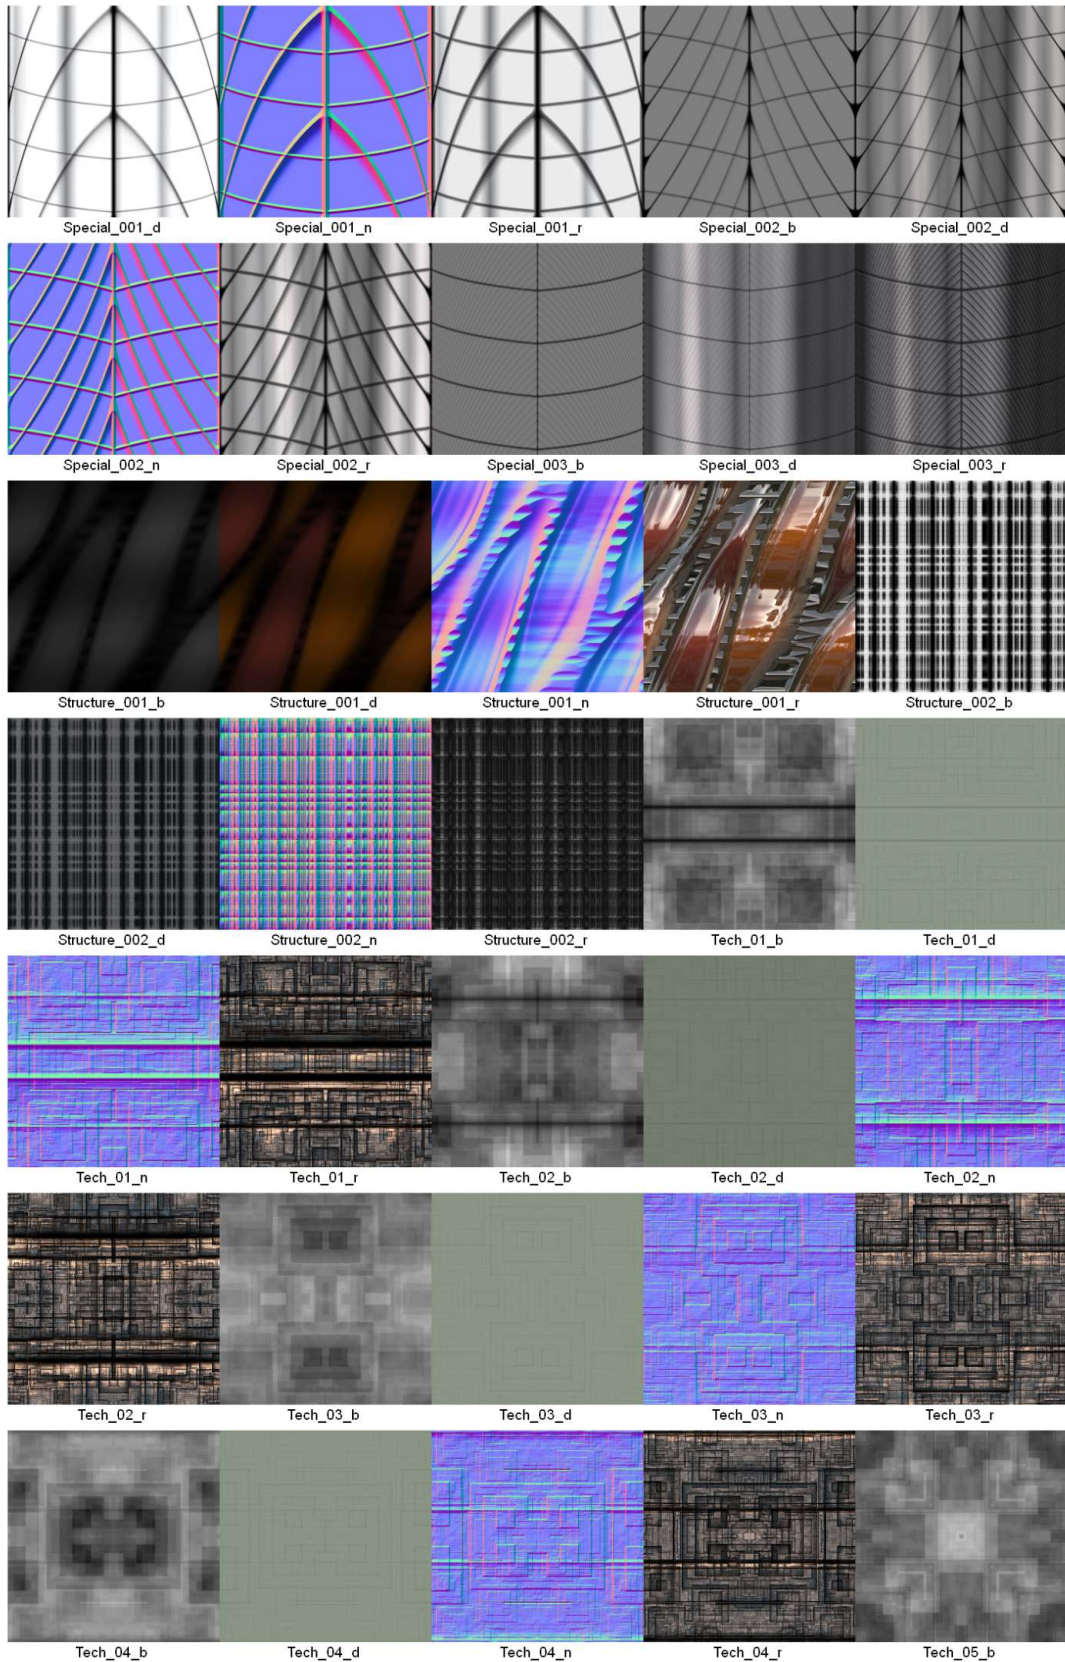 Special_001_d Special_001_n Special_001_r Special_002_b Special_002_d
Special_002_n Special_002_r Special_003_b Special_003_d Special_003_r
Structure_001_b Structure_001_d Structure_001_n Structure_001_r Structure_002_b
Structure_002_d Structure_002_n Structure_002_r Tech_01_b Tech_01_d
Tech_01_n Tech_01_r Tech_02_b Tech_02_d Tech_02_n
Tech_02_r Tech_03_b Tech_03_d Tech_03_n Tech_03_r
Tech_04_b Tech_04_d Tech_04_n Tech_04_r Tech_05_b